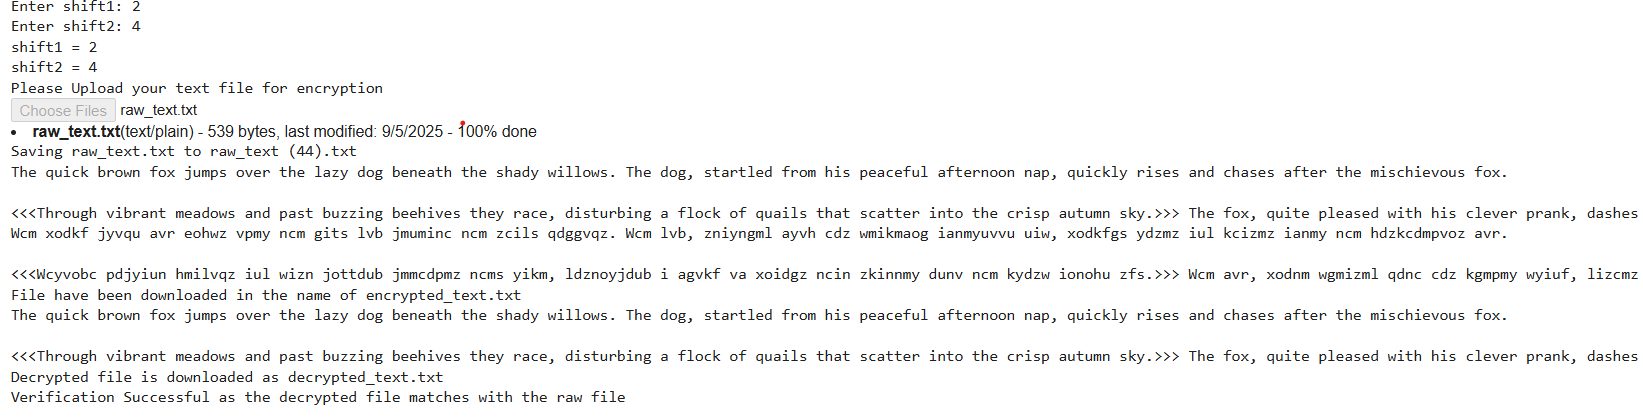 Enter shift1: 2
Enter shift2: 4
shift1 = 2
shift2 = 4
Please Upload your text file for encryption
Choose Files raw_text.txt
• raw_text.txt(text/plain) - 539 bytes, last modified: 9/5/2025 - 100% done
Saving raw_text.txt to raw_text (44).txt
The quick brown fox jumps over the lazy dog beneath the shady willows. The dog, startled from his peaceful afternoon nap, quickly rises and chases after the mischievous fox.
<<<Through vibrant meadows and past buzzing beehives they race, disturbing a flock of quails that scatter into the crisp autumn sky.>>> The fox, quite pleased with his clever prank, dashes
Wcm xodkf jyvqu avr eohwz vpmy ncm gits lvb jmuminc ncm zcils qdggvqz. Wcm lvb, zniyngml ayvh cdz wmikmaog ianmyuvvu uiw, xodkfgs ydzmz iul kcizmz ianmy ncm hdzkcdmpvoz avr.
<<<Wcyvobc pdjyiun hmilvqz iul wizn jottdub jmmcdpmz ncms yikm, ldznoyjdub i agvkf va xoidgz ncin zkinnmy dunv ncm kydzw ionohu zfs.>>> Wcm avr, xodnm wgmizml qdnc cdz kgmpmy wyiuf, lizcmz
File have been downloaded in the name of encrypted_text.txt
The quick brown fox jumps over the lazy dog beneath the shady willows. The dog, startled from his peaceful afternoon nap, quickly rises and chases after the mischievous fox.
<<<Through vibrant meadows and past buzzing beehives they race, disturbing a flock of quails that scatter into the crisp autumn sky.>>> The fox, quite pleased with his clever prank, dashes
Decrypted file is downloaded as decrypted_text.txt
Verification Successful as the decrypted file matches with the raw file